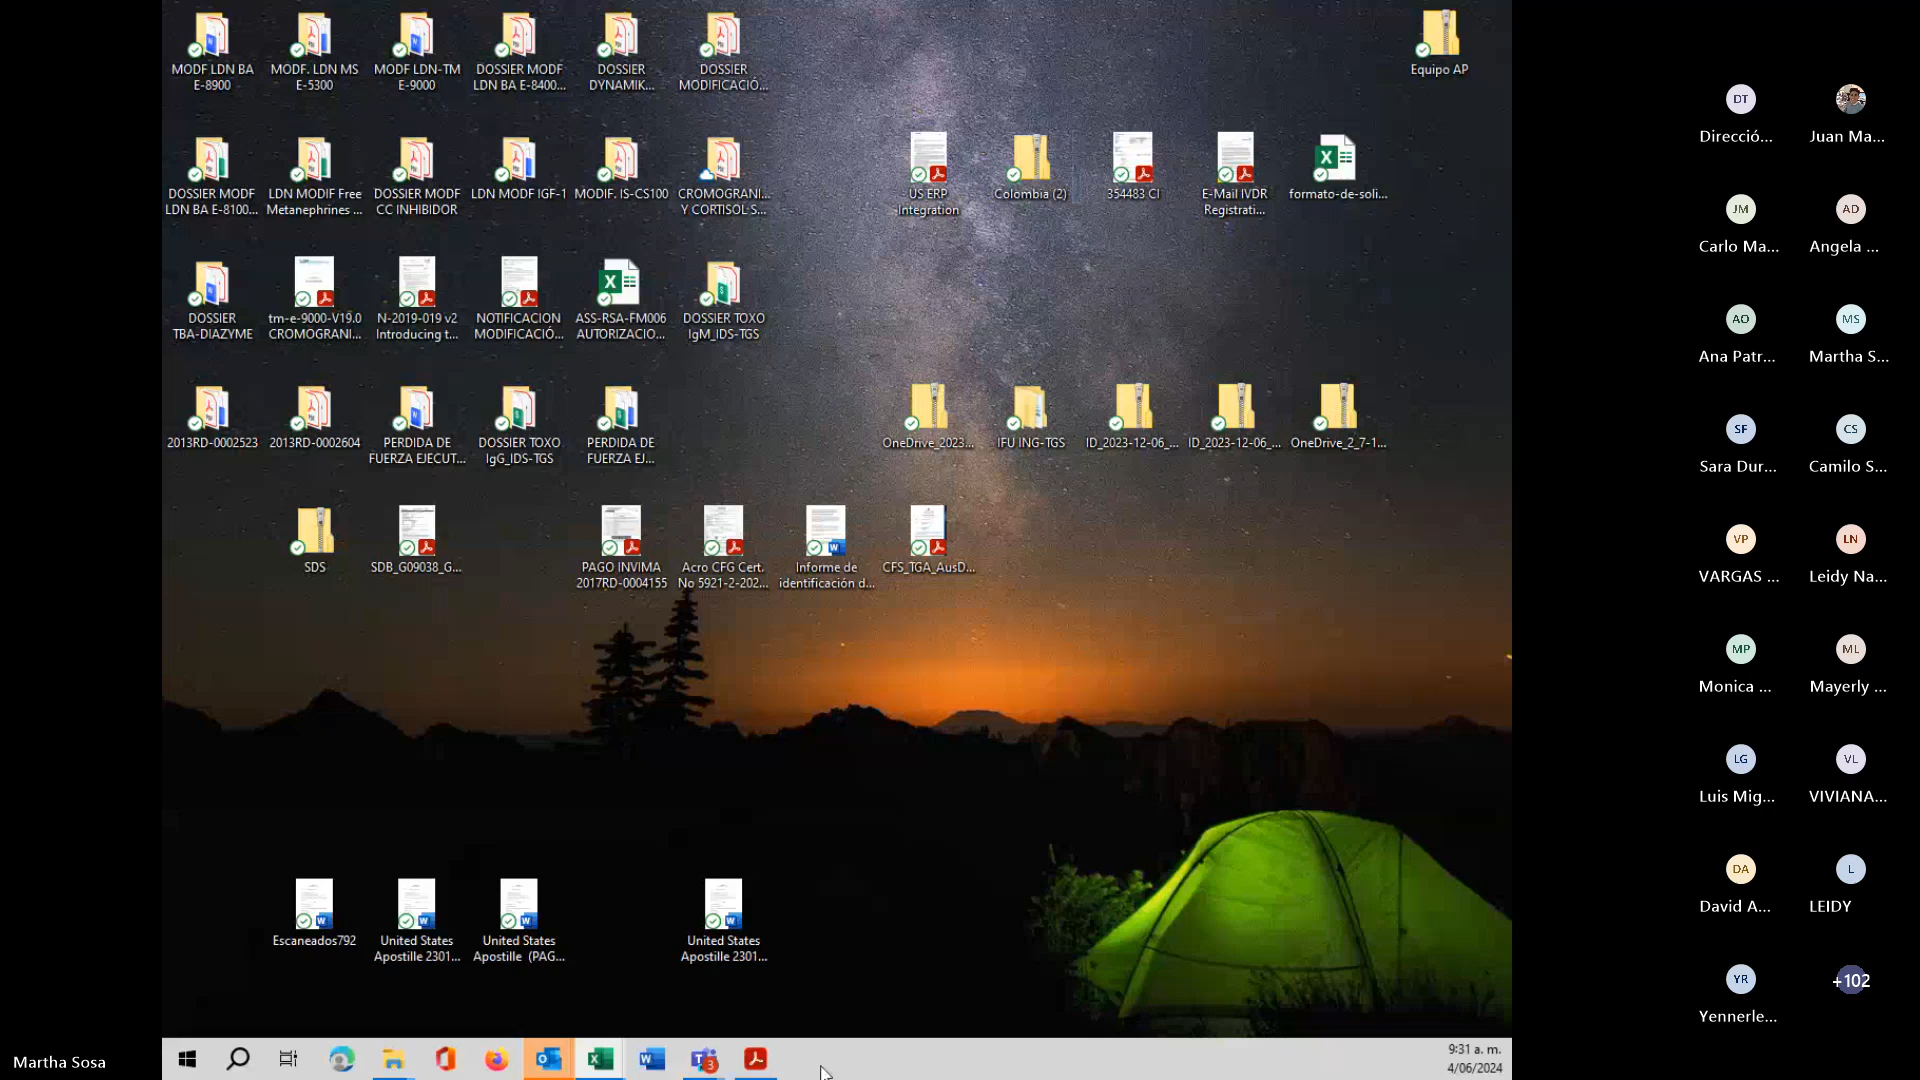 MODF LDN BA
E-8900
MODF. LDN MS
E-5300
MODF LDN-TM
E-9000
DOSSIER MODF
LDN BA E-8400...
DOSSIER
DYNAMIK...
DOSSIER
MODIFICACIÓ...
Equipo AP
DOSSIER MODF
LDN BA E-8100...
LDN MODIF Free
Metanephrines ...
DOSSIER MODF
CC INHIBIDOR
LDN MODF IGF-1
MODIF. IS-CS100
CROMOGRANI...
Y CORTISOL S...
US ERP
Integration
Colombia (2)
354483 CI
E-Mail IVDR
Registrati...
formato-de-soli...
DOSSIER
TBA-DIAZYME
tm-e-9000-V19.0
CROMOGRANI...
N-2019-019 v2
Introducing t...
NOTIFICACION
MODIFICACIÓ...
ASS-RSA-FM006
AUTORIZACIO...
DOSSIER TOXO
IgM_IDS-TGS
2013RD-0002523
2013RD-0002604
PERDIDA DE
FUERZA EJECUT...
DOSSIER TOXO
IgG_IDS-TGS
PERDIDA DE
FUERZA EJ...
OneDrive_2023...
IFU ING-TGS
ID_2023-12-06_...
ID_2023-12-06_...
OneDrive_2_7-1...
SDS
SDB_G09038_G...
PAGO INVIMA
2017RD-0004155
Acro CFG Cert.
No 5921-2-202...
Informe de
identificación d...
CFS_TGA_AusD...
Escaneados792
United States
Apostille 2301...
United States
Apostille (PAG...
United States
Apostille 2301...
3
9:31 a. m.
4/06/2024
Martha Sosa
DT
Direcció...
Juan Ma...
JM
Carlo Ma...
AD
Angela ...
AO
Ana Patr...
MS
Martha S...
SF
Sara Dur...
CS
Camilo S...
VP
VARGAS ...
LN
Leidy Na...
MP
Monica ...
ML
Mayerly ...
LG
Luis Mig...
VL
VIVIANA...
DA
David A...
L
LEIDY
YR
Yennerle...
+102